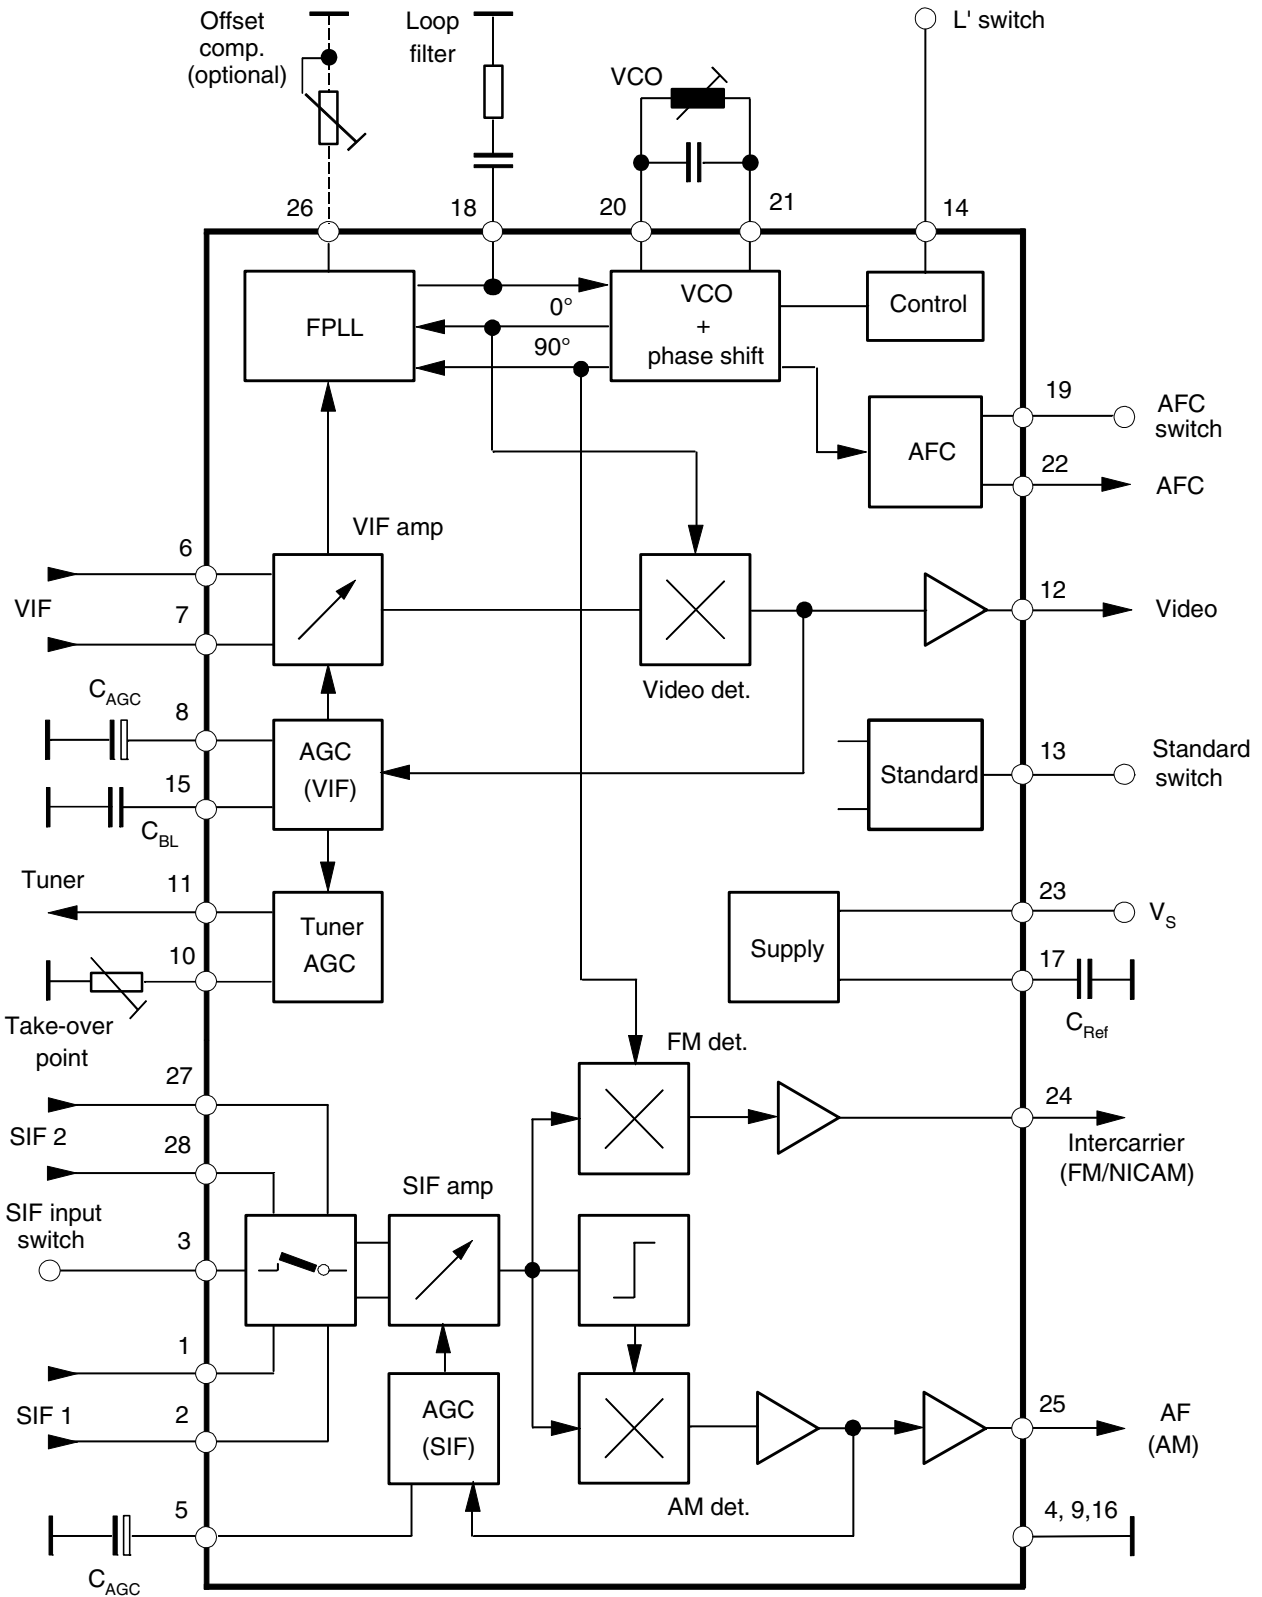 Offset
comp.
(optional)
Loop
filter
VCO
L' switch
26
18
20
21
14
FPLL
0°
90°
VCO
+
phase shift
Control
19
AFC
switch
AFC
22
AFC
VIF amp
6
VIF
7
12
Video
Video det.
CAGC
8
AGC
(VIF)
15
CBL
Standard
13
Standard
switch
Tuner
11
Tuner
AGC
10
Take-over
point
Supply
23
VS
17
CRef
27
SIF 2
28
FM det.
24
Intercarrier
(FM/NICAM)
SIF input
switch
3
SIF amp
1
SIF 1
2
AGC
(SIF)
AM det.
25
AF
(AM)
5
CAGC
4, 9,16